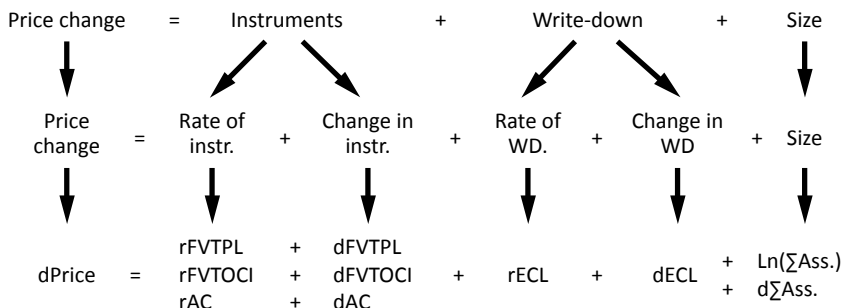 Price change = Instruments + Write-down + Size
Price change = Rate of instr. + Change in instr. + Rate of WD. + Change in WD + Size
rFVTPL + dFVTPL
dPrice = rFVTOCI + dFVTOCI + rECL + dECL + Ln(∑Ass.) + d∑Ass.
rAC + dAC